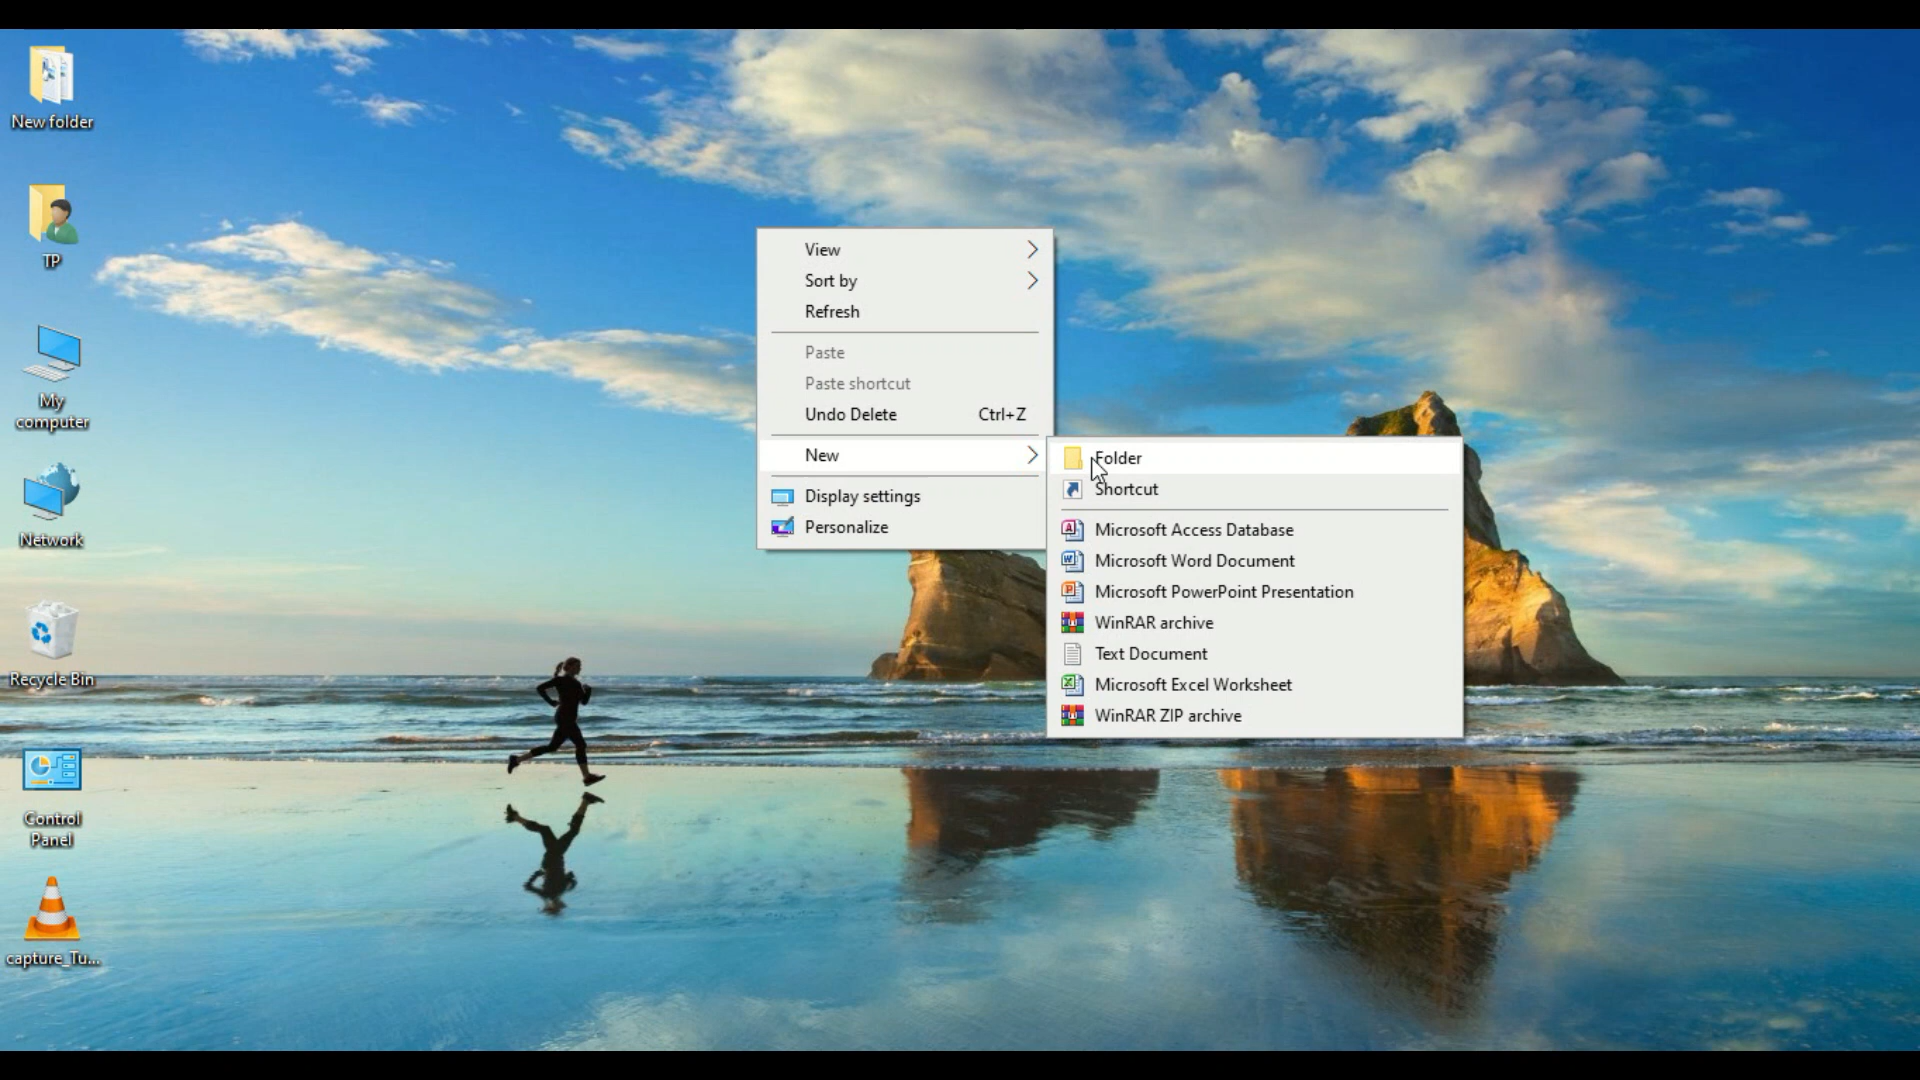 New folder
TP
My
computer
Network
Recycle Bin
Control
Panel
capture_Tu...
View
Sort by
Refresh
Paste
Paste shortcut
Undo Delete Ctrl+Z
New
Display settings
Personalize
Folder
Shortcut
Microsoft Access Database
Microsoft Word Document
Microsoft PowerPoint Presentation
WinRAR archive
Text Document
Microsoft Excel Worksheet
WinRAR ZIP archive